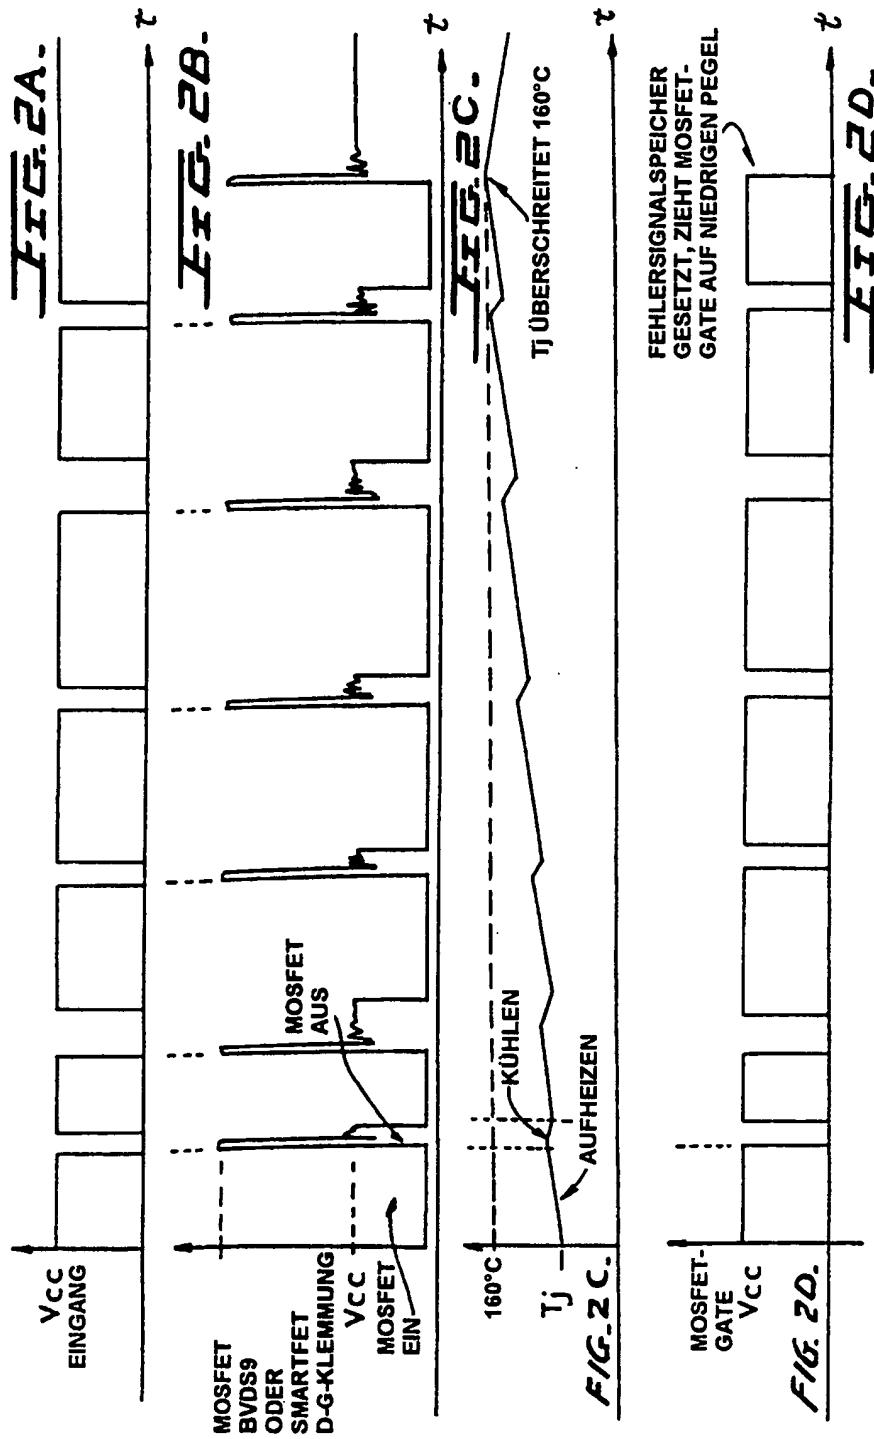 FIG. 2A.
VCC
EINGANG
t
FIG. 2B.
MOSFET
BVDS9
ODER
SMARTFET
D-G-KLEMMUNG
VCC
MOSFET
EIN
MOSFET
AUS
t
FIG. 2C.
160°C
Tj
FIG. 2C.
KÜHLEN
AUFHEIZEN
Tj ÜBERSCHREITET 160°C
t
MOSFET-
GATE
VCC
FIG. 2D.
FEHLERSIGNALSPEICHER
GESETZT, ZIEHT MOSFET-
GATE AUF NIEDRIGEN PEGEL
t
FIG. 2D.